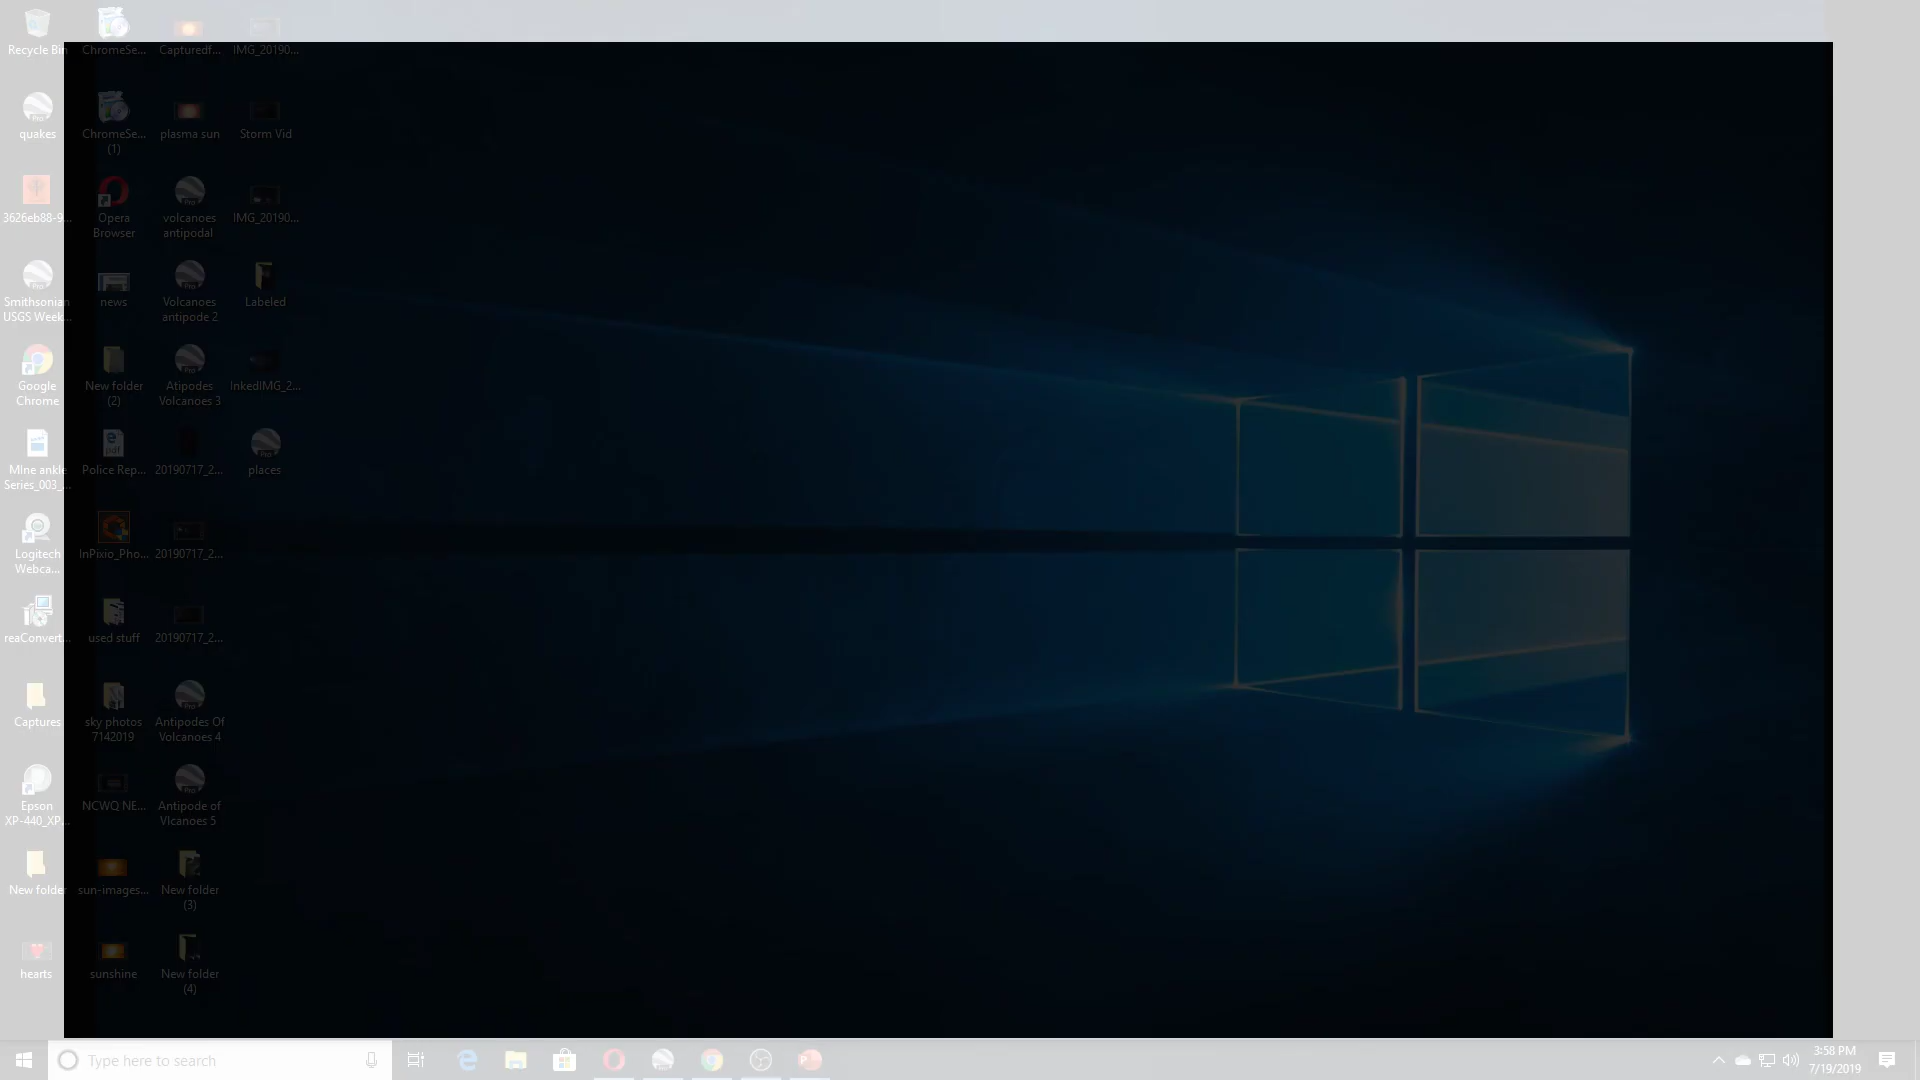 Recycle Bin
quakes
3626eb88-9...
Smithsonian
USGS Week...
Google
Chrome
MIne ankle
Series_003_...
Logitech
Webca...
reaConvert...
Captures
Epson
XP-440_XP...
New folder
hearts
ChromeSe...
ChromeSe...
(1)
Opera
Browser
news
New folder
(2)
Police Rep...
pdf
InPixio_Pho...
used stuff
sky photos
7142019
NCWQ NE...
sun-images...
sunshine
Capturedf...
plasma sun
volcanoes
antipodal
Volcanoes
antipode 2
Atipodes
Volcanoes 3
20190717_2...
20190717_2...
20190717_2...
Antipodes Of
Volcanoes 4
Antipode of
Vlcanoes 5
New folder
(3)
New folder
(4)
IMG_20190...
Storm Vid
IMG_20190...
Labeled
InkedIMG_2...
places
Type here to search
3:58 PM
7/19/2019